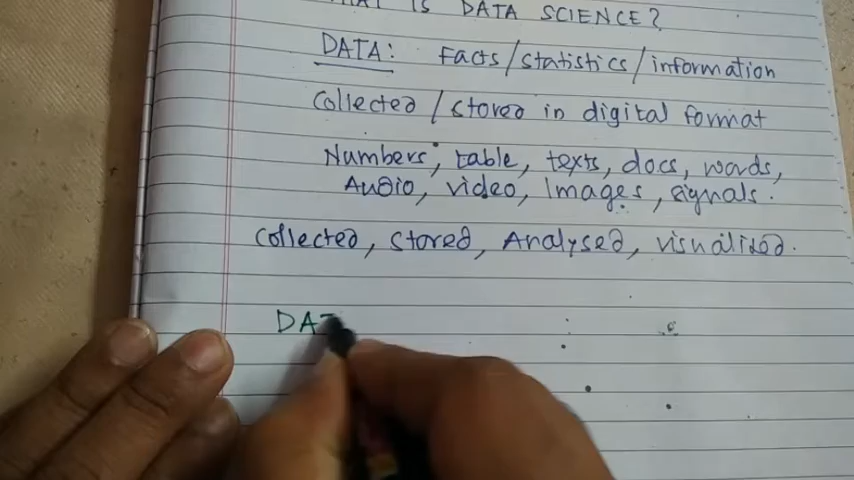 IS DATA SCIENCE?
DATA: Facts/statistics/information
Collected/stored in digital format
Numbers, table, texts, docs, words,
Audio, video, Images, signals.
Collected, stored, Analysed, visualized.
DAT